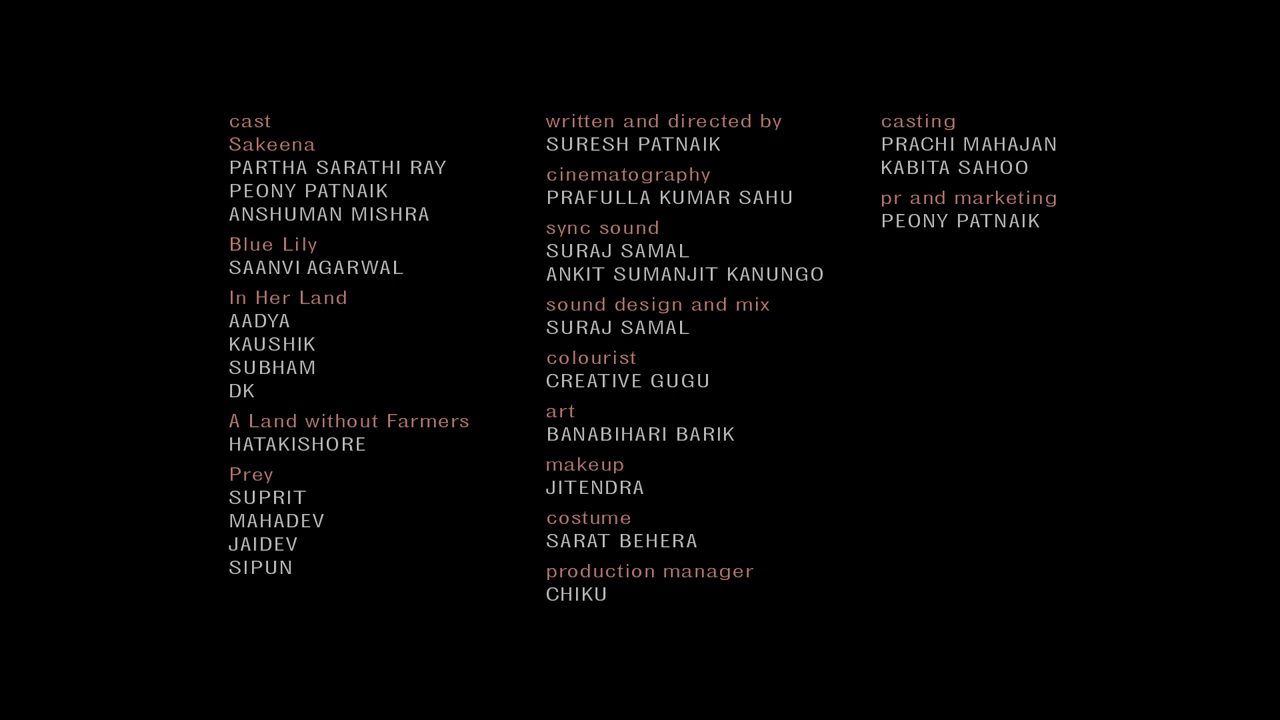 cast
Sakeena
PARTHA SARATHI RAY
PEONY PATNAIK
ANSHUMAN MISHRA
Blue Lily
SAANVI AGARWAL
In Her Land
AADYA
KAUSHIK
SUBHAM
DK
A Land without Farmers
HATAKISHORE
Prey
SUPRIT
MAHADEV
JAIDEV
SIPUN
written and directed by
SURESH PATNAIK
cinematography
PRAFULLA KUMAR SAHU
sync sound
SURAJ SAMAL
ANKIT SUMANJIT KANUNGO
sound design and mix
SURAJ SAMAL
colourist
CREATIVE GUGU
art
BANABIHARI BARIK
makeup
JITENDRA
costume
SARAT BEHERA
production manager
CHIKU
casting
PRACHI MAHAJAN
KABITA SAHOO
pr and marketing
PEONY PATNAIK